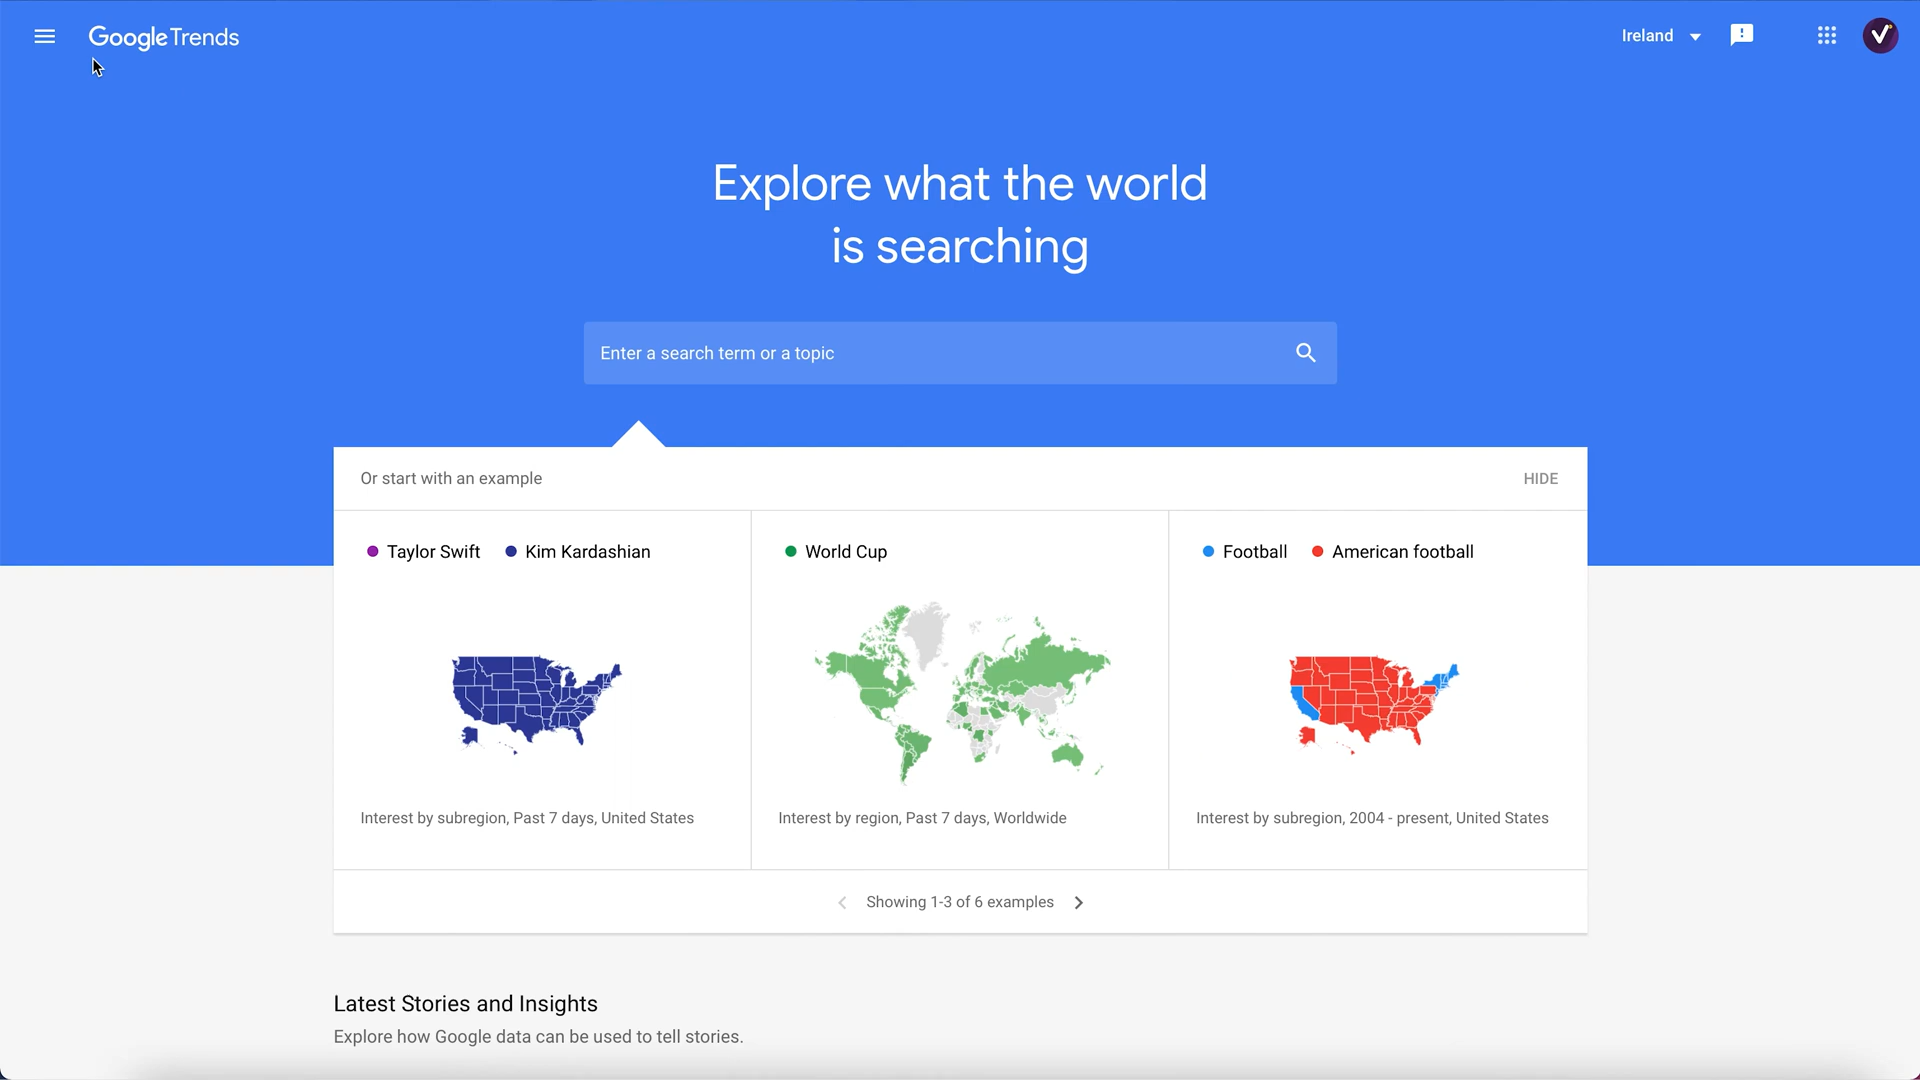 Google Trends
Ireland
Explore what the world
is searching
Enter a search term or a topic
Or start with an example
HIDE
Taylor Swift Kim Kardashian
World Cup
Football American football
Interest by subregion, Past 7 days, United States
Interest by region, Past 7 days, Worldwide
Interest by subregion, 2004 - present, United States
Showing 1-3 of 6 examples
Latest Stories and Insights
Explore how Google data can be used to tell stories.